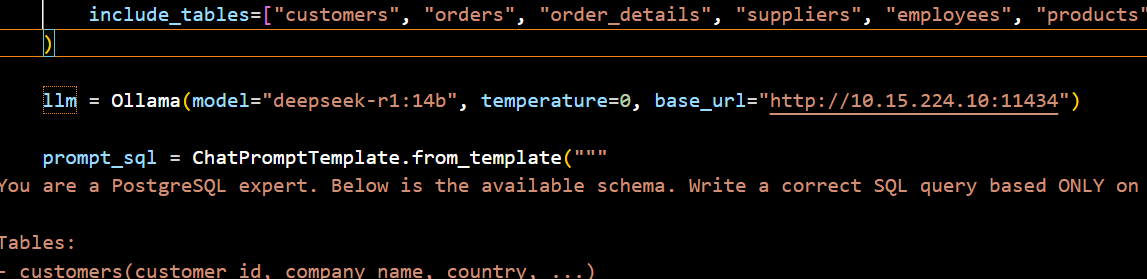 include_tables=["customers", "orders", "order_details", "suppliers", "employees", "products"
)
llm = Ollama(model="deepseek-r1:14b", temperature=0, base_url="http://10.15.224.10:11434")
prompt_sql = ChatPromptTemplate.from_template("""
You are a PostgreSQL expert. Below is the available schema. Write a correct SQL query based ONLY on
Tables:
- customers(customer_id, company_name, country, ...)